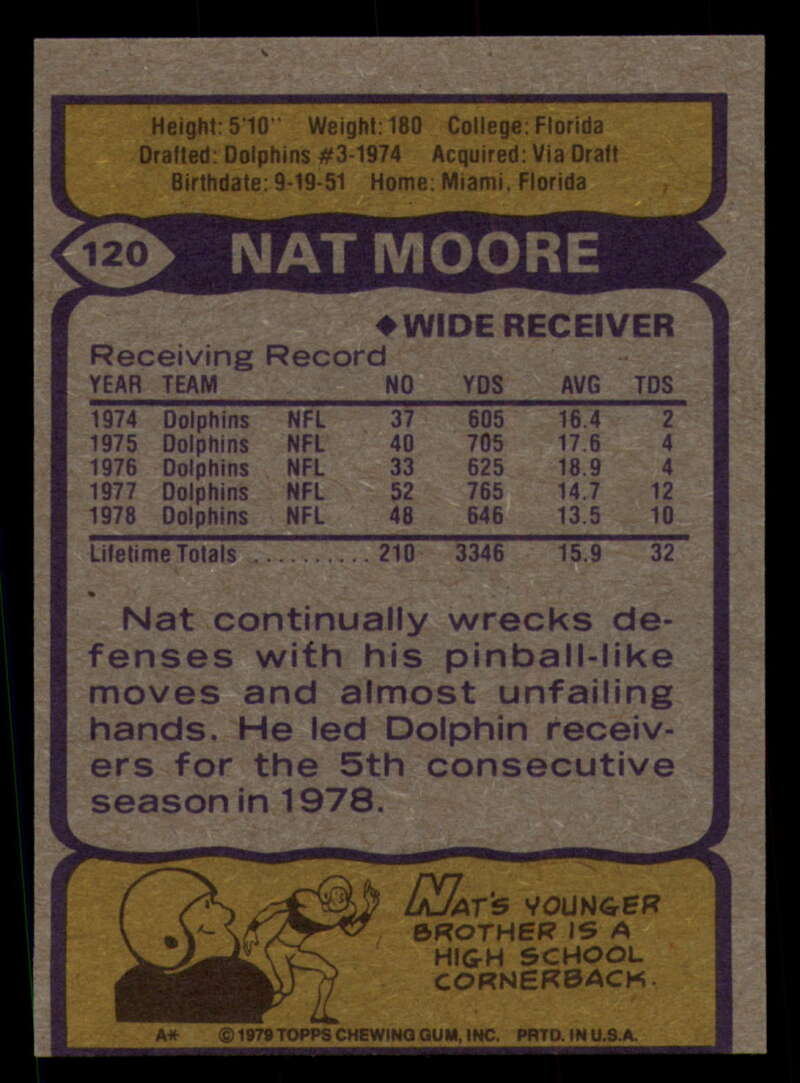 Height: 5'10" Weight: 180 College: Florida
Drafted: Dolphins #3-1974 Acquired: Via Draft
Birthdate: 9-19-51 Home: Miami, Florida
120 NAT MOORE
◆ WIDE RECEIVER
Receiving Record
YEAR TEAM NO YDS AVG TDS
1974 Dolphins NFL 37 605 16.4 2
1975 Dolphins NFL 40 705 17.6 4
1976 Dolphins NFL 33 625 18.9 4
1977 Dolphins NFL 52 765 14.7 12
1978 Dolphins NFL 48 646 13.5 10
Lifetime Totals .......... 210 3346 15.9 32
Nat continually wrecks de-
fenses with his pinball-like
moves and almost unfailing
hands. He led Dolphin receiv-
ers for the 5th consecutive
season in 1978.
NAT'S YOUNGER
BROTHER IS A
HIGH SCHOOL
CORNERBACK.
A* © 1979 TOPPS CHEWING GUM, INC. PRTD. IN U.S.A.